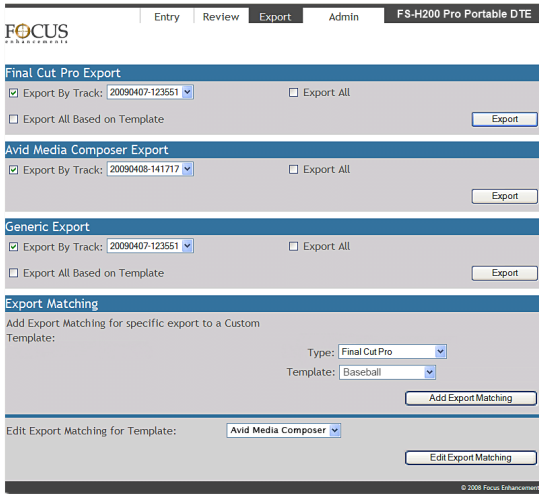 Entry Review Export Admin FS-H200 Pro Portable DTE
FOCUS
enhancements
Final Cut Pro Export
Export By Track: 20090407-123551 Export All
Export All Based on Template Export
Avid Media Composer Export
Export By Track: 20090408-141717 Export All
Export
Generic Export
Export By Track: 20090407-123551 Export All
Export All Based on Template Export
Export Matching
Add Export Matching for specific export to a Custom
Template:
Type: Final Cut Pro
Template: Baseball
Add Export Matching
Edit Export Matching for Template: Avid Media Composer
Edit Export Matching
© 2008 Focus Enhancement